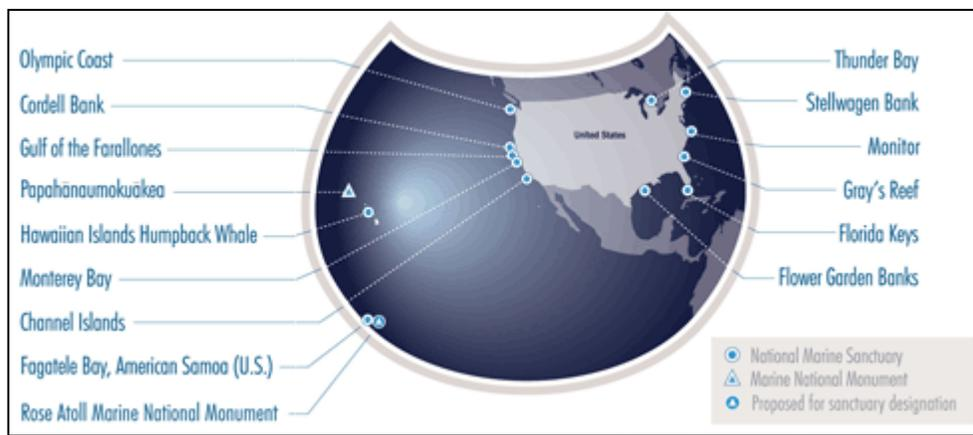 Olympic Coast
Cordell Bank
Gulf of the Farallones
Papahānaumokuākea
Hawaiian Islands Humpback Whale
Monterey Bay
Channel Islands
Fagatele Bay, American Samoa (U.S.)
Rose Atoll Marine National Monument
United States
Thunder Bay
Stellwagen Bank
Monitor
Gray's Reef
Florida Keys
Flower Garden Banks
National Marine Sanctuary
Marine National Monument
Proposed for sanctuary designation